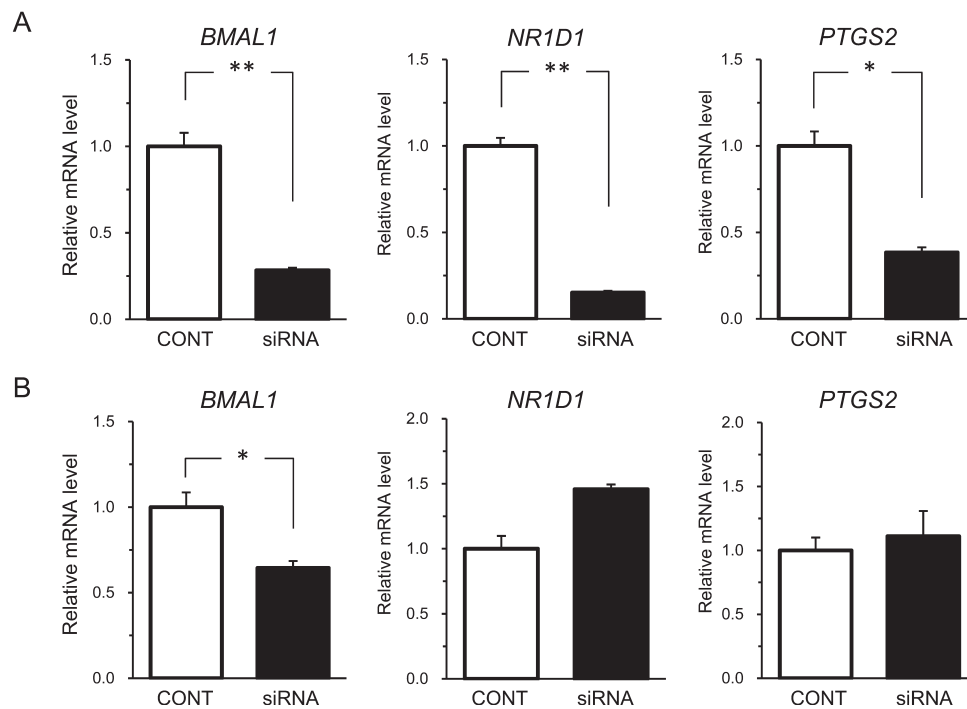 A
BMAL1
NR1D1
PTGS2
**
**
*
Relative mRNA level
1.5
1.0
0.5
0.0
CONT
siRNA
Relative mRNA level
1.5
1.0
0.5
0.0
CONT
siRNA
Relative mRNA level
1.5
1.0
0.5
0.0
CONT
siRNA
B
BMAL1
NR1D1
PTGS2
*
Relative mRNA level
1.5
1.0
0.5
0.0
CONT
siRNA
Relative mRNA level
2.0
1.5
1.0
0.5
0.0
CONT
siRNA
Relative mRNA level
2.0
1.5
1.0
0.5
0.0
CONT
siRNA